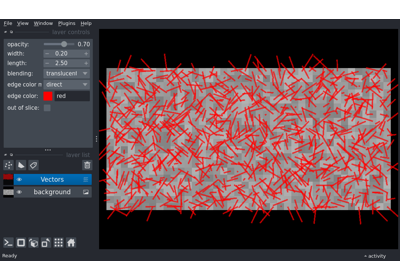 File View Window Plugins Help
layer controls
opacity: 0.70
width: 0.20
length: 2.50
blending: translucent
edge color m direct
edge color: red
out of slice:
layer list
Vectors
background
Ready
activity